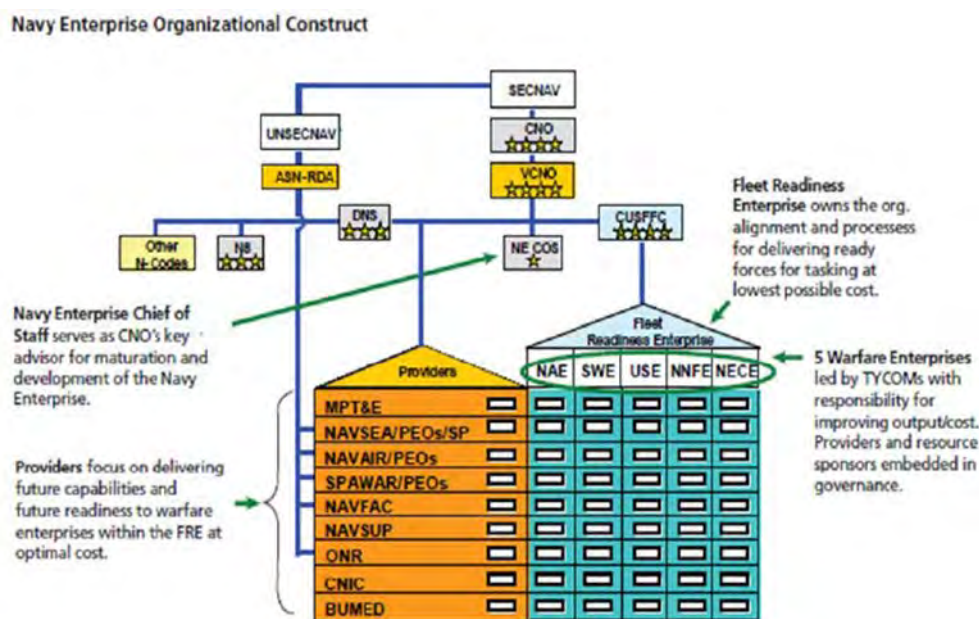 Navy Enterprise Organizational Construct
SECNAV
UNSECNAV
CNO
ASN-RDA
VCNO
DNS
CUSFFC
Other
N-Codes
N8
NE COS
Fleet Readiness
Enterprise owns the org.
alignment and processess
for delivering ready
forces for tasking at
lowest possible cost.
Navy Enterprise Chief of
Staff serves as CNO's key
advisor for maturation and
development of the Navy
Enterprise.
Fleet
Readiness Enterprise
Providers
NAE SWE USE NNFE NECE
5 Warfare Enterprises
led by TYCOMs with
responsibility for
improving output/cost.
Providers and resource
sponsors embedded in
governance.
Providers focus on delivering
future capabilities and
future readiness to warfare
enterprises within the FRE at
optimal cost.
MPT&E
NAVSEA/PEOs/SP
NAVAIR/PEOs
SPAWAR/PEOs
NAVFAC
NAVSUP
ONR
CNIC
BUMED